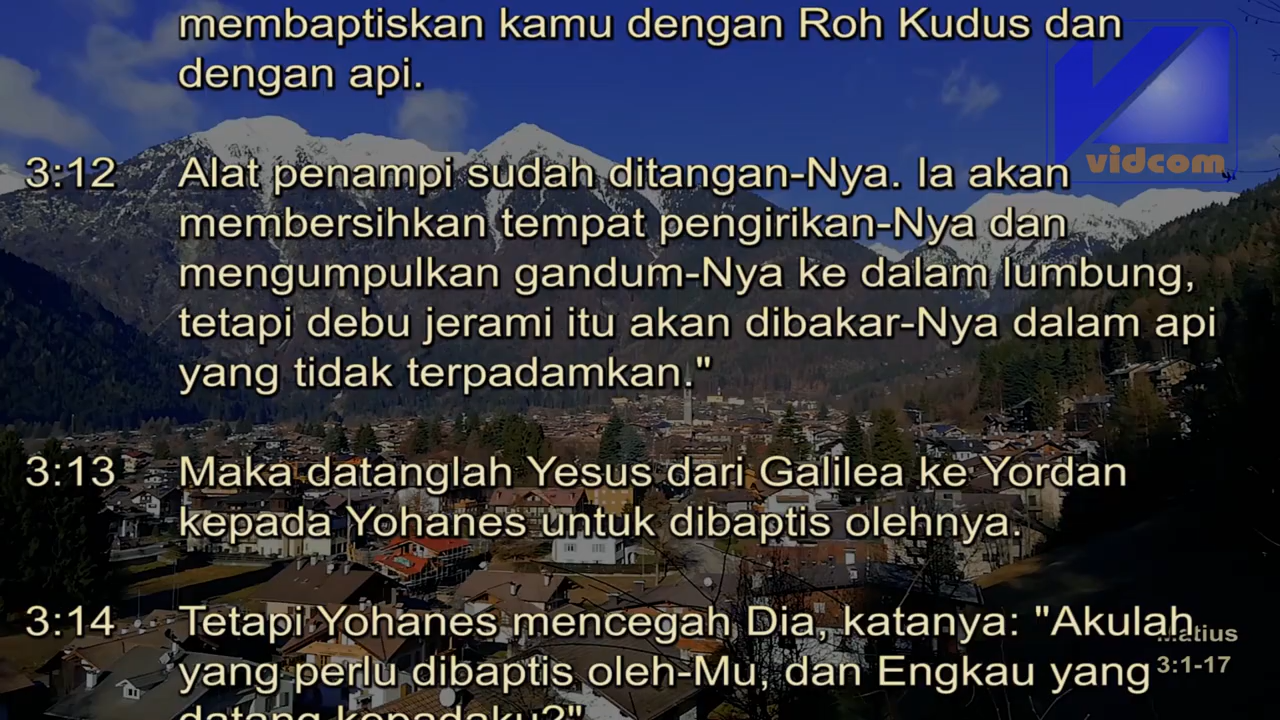 membaptiskan kamu dengan Roh Kudus dan
dengan api.
vidcom
3:12 Alat penampi sudah ditangan-Nya. Ia akan
membersihkan tempat pengirikan-Nya dan
mengumpulkan gandum-Nya ke dalam lumbung,
tetapi debu jerami itu akan dibakar-Nya dalam api
yang tidak terpadamkan."
3:13 Maka datanglah Yesus dari Galilea ke Yordan
kepada Yohanes untuk dibaptis olehnya.
3:14 Tetapi Yohanes mencegah Dia, katanya: "Akulah
yang perlu dibaptis oleh-Mu, dan Engkau yang
datang kepadaku?"
Matius
3:1-17